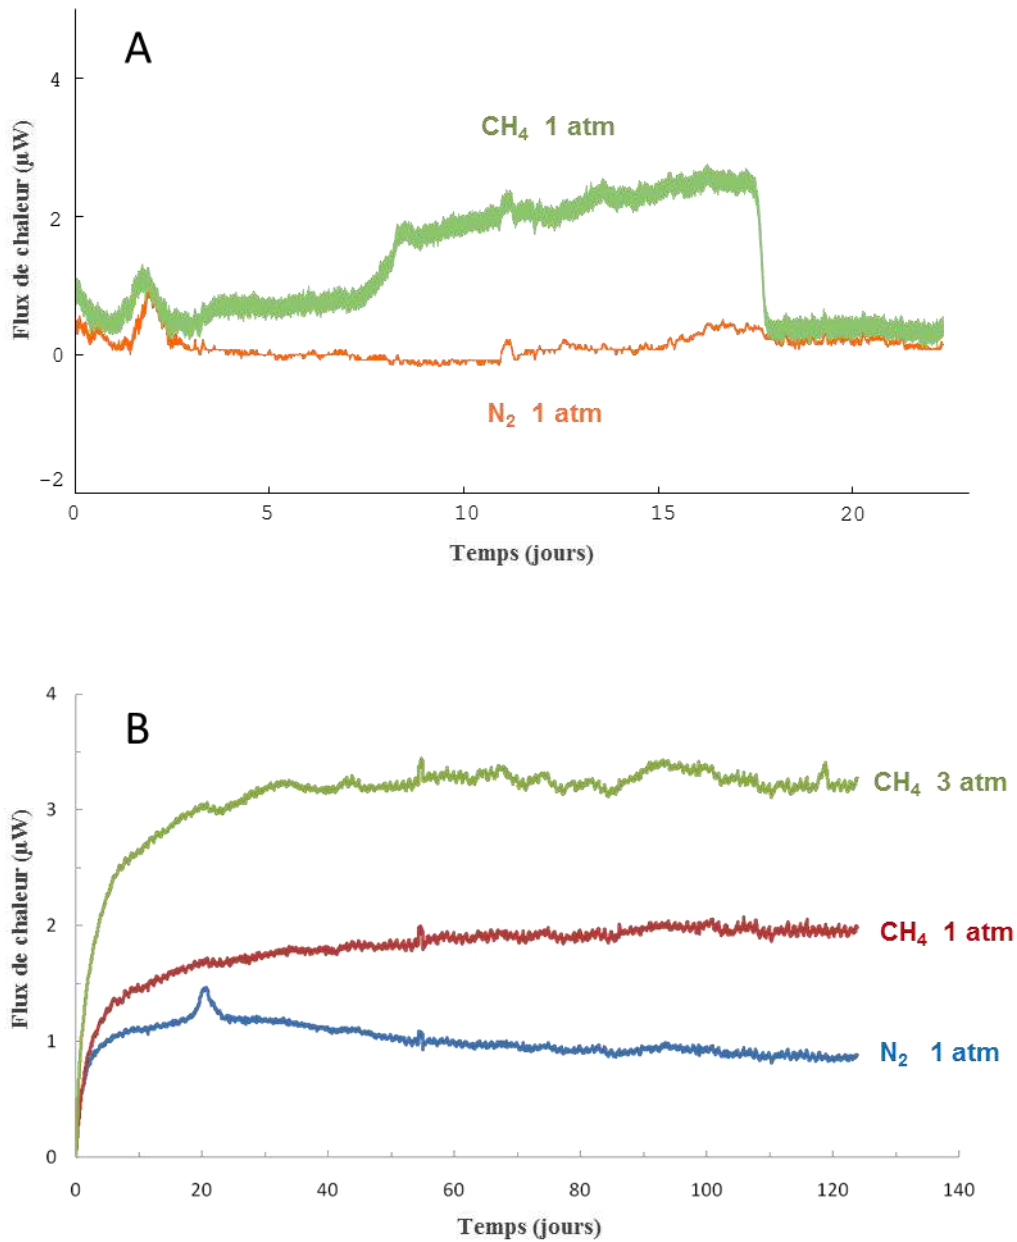 A
4
CH₄ 1 atm
Flux de chaleur (µW)
2
0
N₂ 1 atm
−2
0 5 10 15 20
Temps (jours)
4
B
CH₄ 3 atm
3
Flux de chaleur (µW)
2
CH₄ 1 atm
1
N₂ 1 atm
0
0 20 40 60 80 100 120 140
Temps (jours)